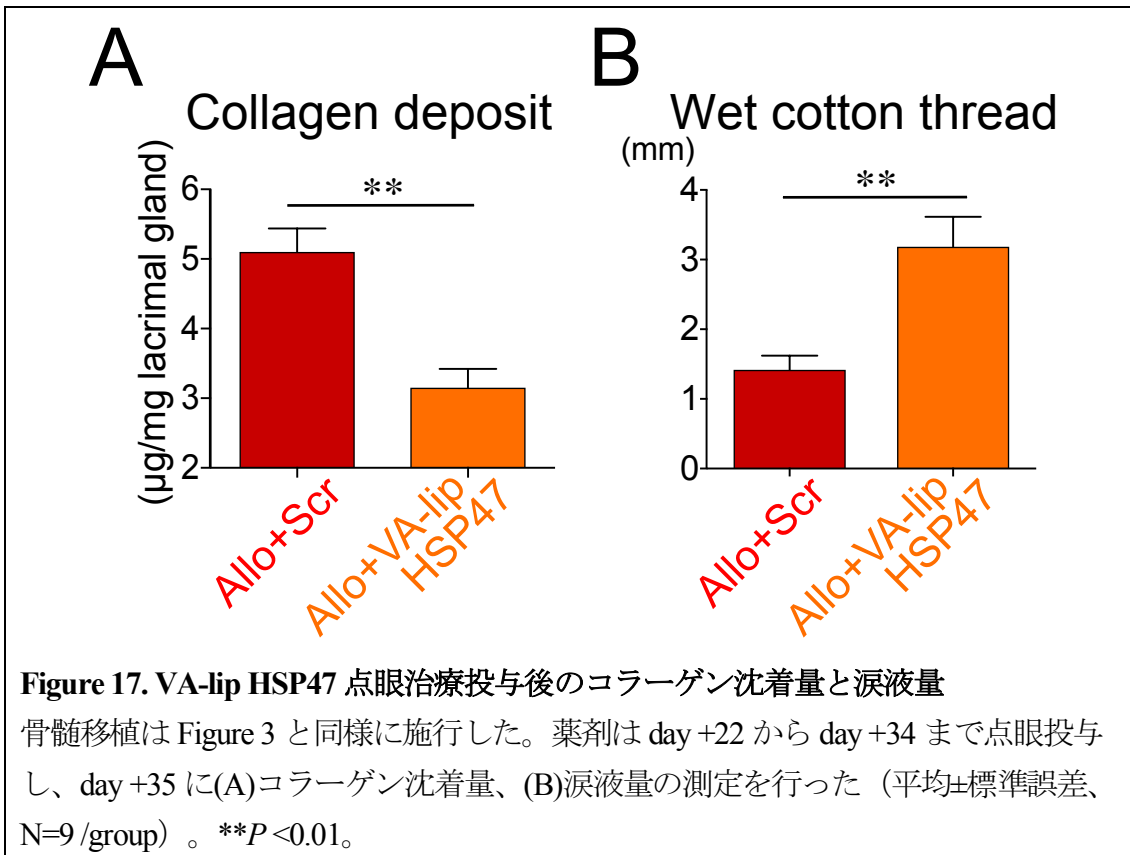 A
Collagen deposit
(µg/mg lacrimal gland)
6
5
4
3
2
**
Allo+Scr
Allo+VA-lip
HSP47
B
Wet cotton thread
(mm)
4
3
2
1
0
**
Allo+Scr
Allo+VA-lip
HSP47
Figure 17. VA-lip HSP47 点眼治療投与後のコラーゲン沈着量と涙液量
骨髄移植は Figure 3 と同様に施行した。薬剤は day +22 から day +34 まで点眼投与
し、day +35 に(A)コラーゲン沈着量、(B)涙液量の測定を行った（平均±標準誤差、
N=9 /group）。**P <0.01。